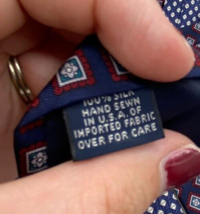 100% SILK
HAND SEWN
IN U.S.A. OF
IMPORTED FABRIC
OVER FOR CARE